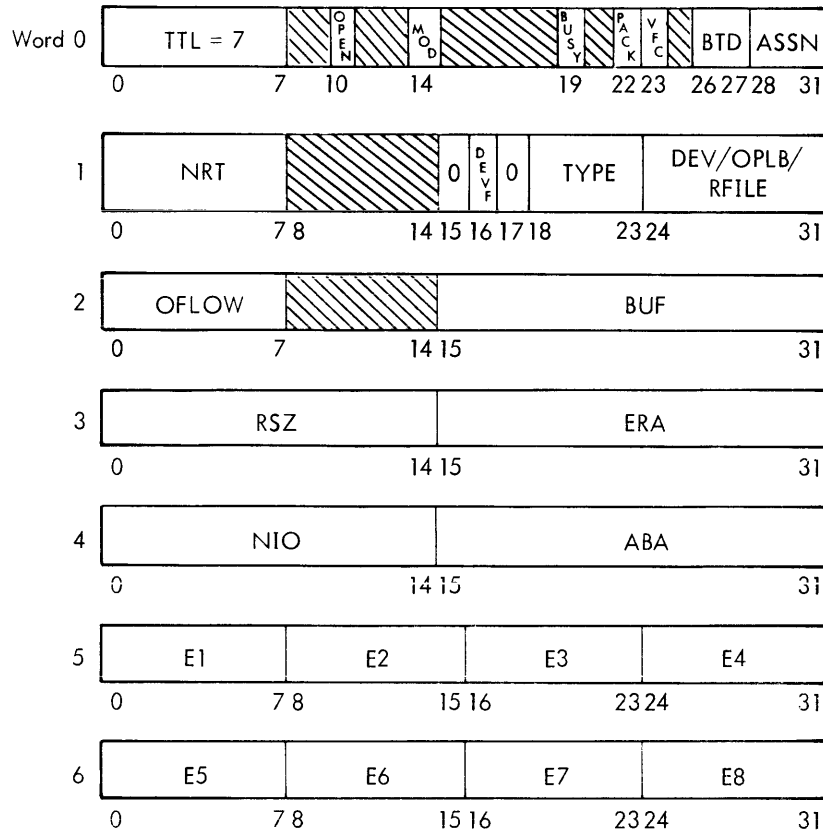 Word 0 TTL = 7 OPEN MOD BUSY PACK VFC BTD ASSN
0 7 10 14 19 22 23 26 27 28 31
1 NRT 0 DEVF 0 TYPE DEV/OPLB/
RFILE
0 7 8 14 15 16 17 18 23 24 31
2 OFLOW BUF
0 7 14 15 31
3 RSZ ERA
0 14 15 31
4 NIO ABA
0 14 15 31
5 E1 E2 E3 E4
0 7 8 15 16 23 24 31
6 E5 E6 E7 E8
0 7 8 15 16 23 24 31